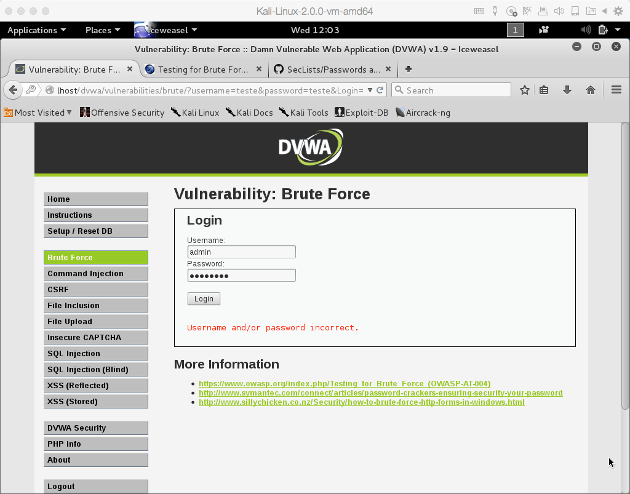 Kali-Linux-2.0.0-vm-amd64
Applications Places Iceweasel Wed 12:03 1
Vulnerability: Brute Force :: Damn Vulnerable Web Application (DVWA) v1.9 - Iceweasel
Vulnerability: Brute F... Testing for Brute For... SecLists/Passwords a...
lhost/dvwa/vulnerabilities/brute/?username=teste&password=teste&Login= Search
Most Visited Offensive Security Kali Linux Kali Docs Kali Tools Exploit-DB Aircrack-ng
DVWA
Home
Instructions
Setup / Reset DB
Brute Force
Command Injection
CSRF
File Inclusion
File Upload
Insecure CAPTCHA
SQL Injection
SQL Injection (Blind)
XSS (Reflected)
XSS (Stored)
DVWA Security
PHP Info
About
Logout
Vulnerability: Brute Force
Login
Username:
admin
Password:
Login
Username and/or password incorrect.
More Information
https://www.owasp.org/index.php/Testing_for_Brute_Force_(OWASP-AT-004)
http://www.symantec.com/connect/articles/password-crackers-ensuring-security-your-password
http://www.sillychicken.co.nz/Security/how-to-brute-force-http-forms-in-windows.html